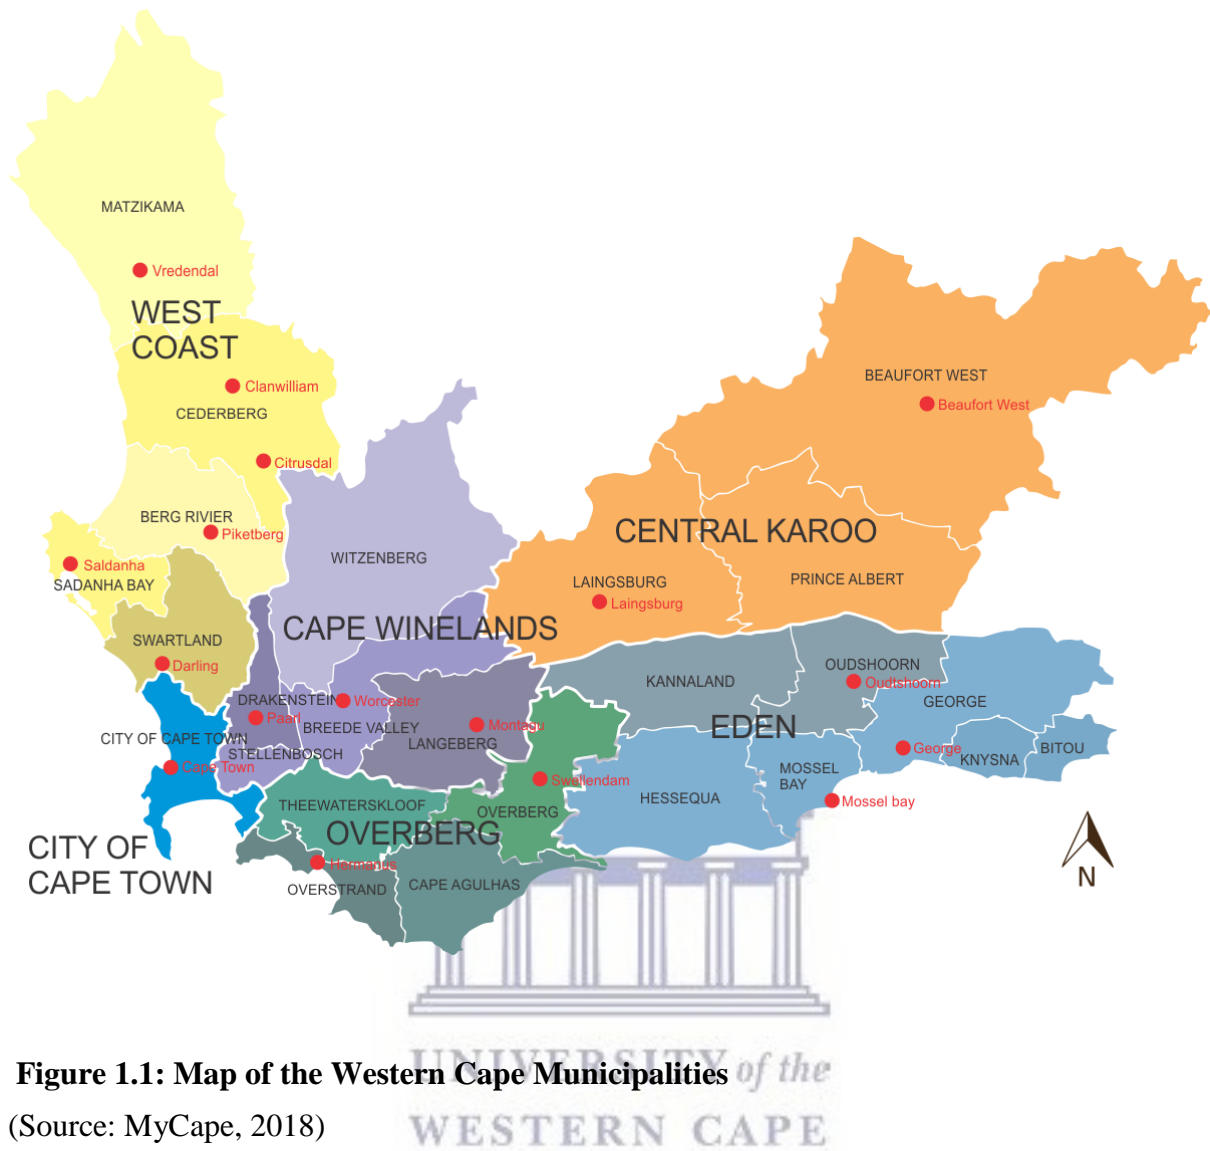 MATZIKAMA
Vredendal
WEST
COAST
Clanwilliam
CEDERBERG
Citrusdal
BERG RIVIER
Piketberg
Saldanha
SADANHA BAY
SWARTLAND
Darling
BEAUFORT WEST
Beaufort West
CENTRAL KAROO
LAINGSBURG
Laingsburg
PRINCE ALBERT
WITZENBERG
CAPE WINELANDS
DRAKENSTEIN
Paarl
Worcester
BREEDE VALLEY
STELLENBOSCH
LANGEBERG
Montagu
CITY OF CAPE TOWN
Cape Town
CITY OF
CAPE TOWN
THEEWATERSKLOOF
OVERBERG
OVERBERG
Swellendam
Hermanus
OVERSTRAND
CAPE AGULHAS
KANNALAND
OUDSHOORN
Oudtshoorn
EDEN
GEORGE
George
KNYSNA
BITOU
MOSSEL
BAY
Mossel bay
HESSEQUA
N
Figure 1.1: Map of the Western Cape Municipalities
(Source: MyCape, 2018)
UNIVERSITY of the
WESTERN CAPE